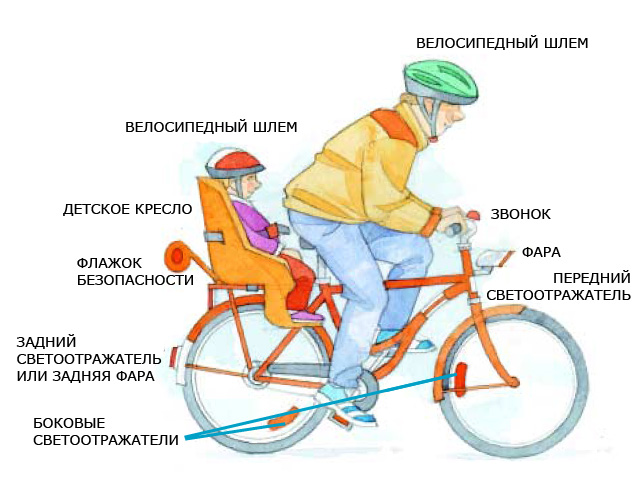 ВЕЛОСИПЕДНЫЙ ШЛЕМ
ВЕЛОСИПЕДНЫЙ ШЛЕМ
ДЕТСКОЕ КРЕСЛО
ЗВОНОК
ФАРА
ФЛАЖОК
БЕЗОПАСНОСТИ
ПЕРЕДНИЙ
СВЕТООТРАЖАТЕЛЬ
ЗАДНИЙ
СВЕТООТРАЖАТЕЛЬ
ИЛИ ЗАДНЯЯ ФАРА
БОКОВЫЕ
СВЕТООТРАЖАТЕЛИ